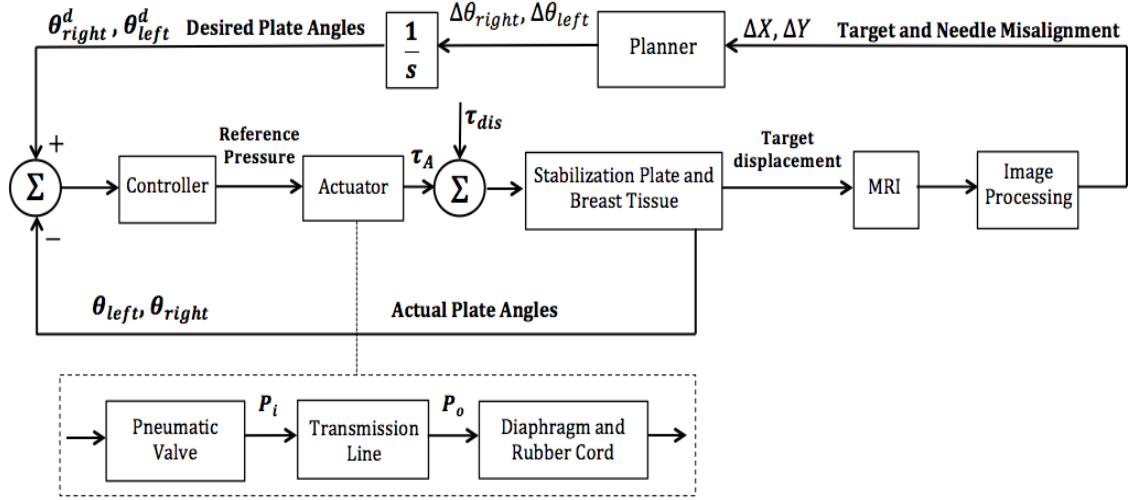 θᵈ_right , θᵈ_left Desired Plate Angles
1
s
Δθ_right, Δθ_left
Planner
ΔX, ΔY Target and Needle Misalignment
+
Σ
−
Controller
Reference
Pressure
Actuator
τ_A
τ_dis
Σ
Stabilization Plate and
Breast Tissue
Target
displacement
MRI
Image
Processing
θ_left, θ_right Actual Plate Angles
Pneumatic
Valve
P_i
Transmission
Line
P_o
Diaphragm and
Rubber Cord